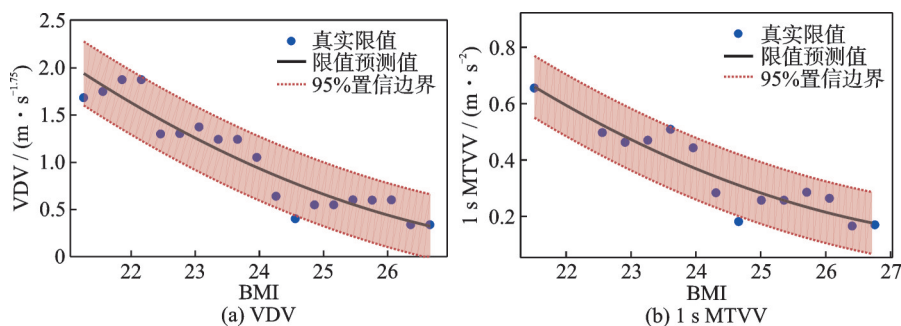 2.5
2.0
1.5
1.0
0.5
0
VDV / (m·s⁻¹·⁷⁵)
真实限值
限值预测值
95%置信边界
22 23 24 25 26
BMI
(a) VDV
1 s MTVV / (m·s⁻²)
0.8
0.6
0.4
0.2
真实限值
限值预测值
95%置信边界
22 23 24 25 26 27
BMI
(b) 1 s MTVV